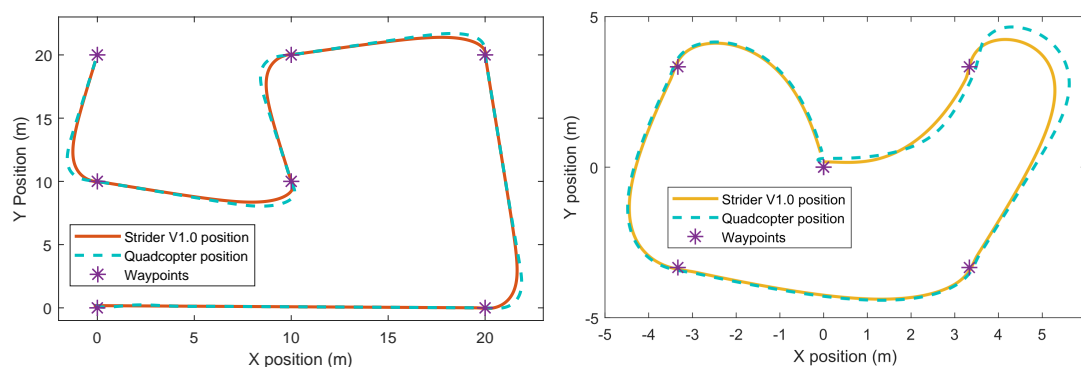 20
15
10
5
0
Y Position (m)
Strider V1.0 position
Quadcopter position
Waypoints
0 5 10 15 20
X position (m)
5
0
-5
Y position (m)
Strider V1.0 position
Quadcopter position
Waypoints
-5 -4 -3 -2 -1 0 1 2 3 4 5
X position (m)